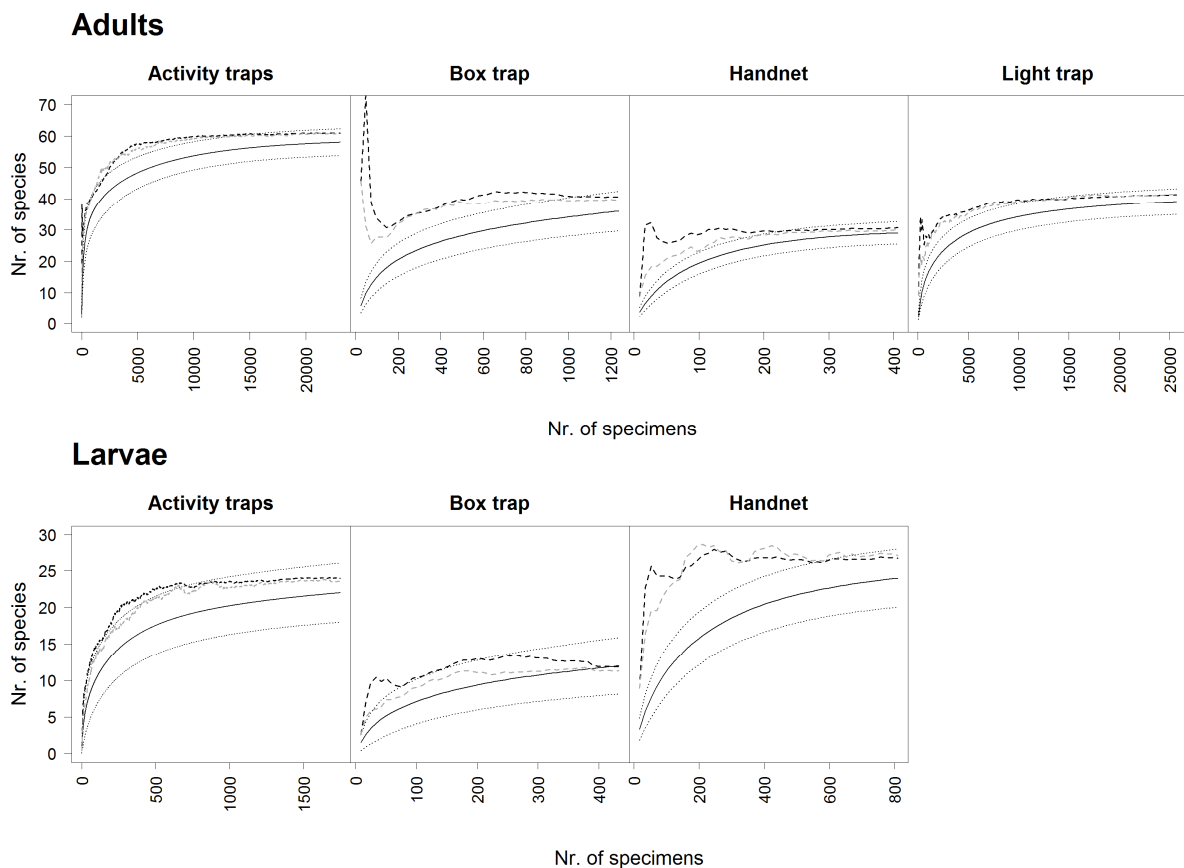 Adults
Activity traps Box trap Handnet Light trap
Nr. of species
70
60
50
40
30
20
10
0
0 5000 10000 15000 20000 0 200 400 600 800 1000 1200 0 100 200 300 400 0 5000 10000 15000 20000 25000
Nr. of specimens
Larvae
Activity traps Box trap Handnet
Nr. of species
30
25
20
15
10
5
0
0 500 1000 1500 0 100 200 300 400 0 200 400 600 800
Nr. of specimens